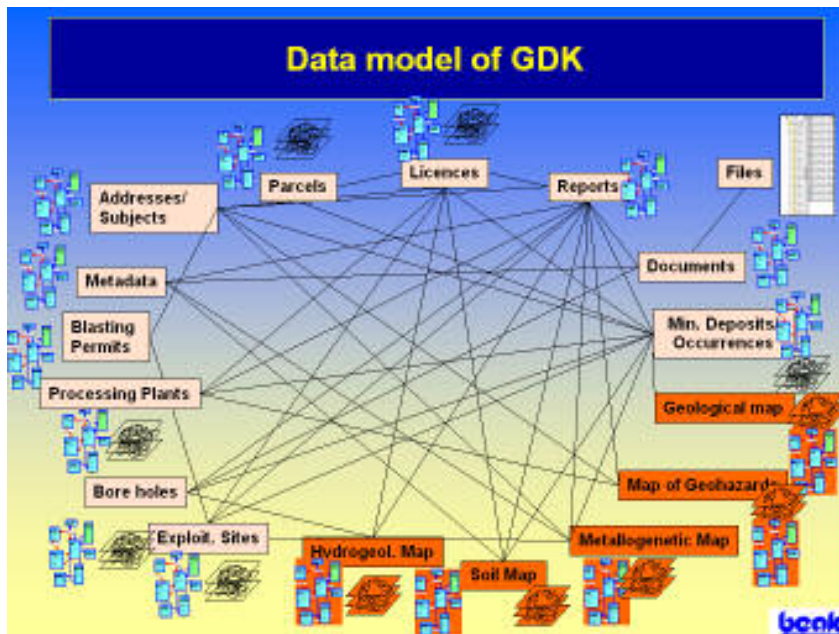 Data model of GDK
Licences
Parcels
Reports
Files
Addresses/
Subjects
Metadata
Documents
Blasting
Permits
Min. Deposits/
Occurrences
Processing Plants
Geological map
Map of Geohazards
Bore holes
Exploit. Sites
Hydrogeol. Map
Metallogenetic Map
Soil Map